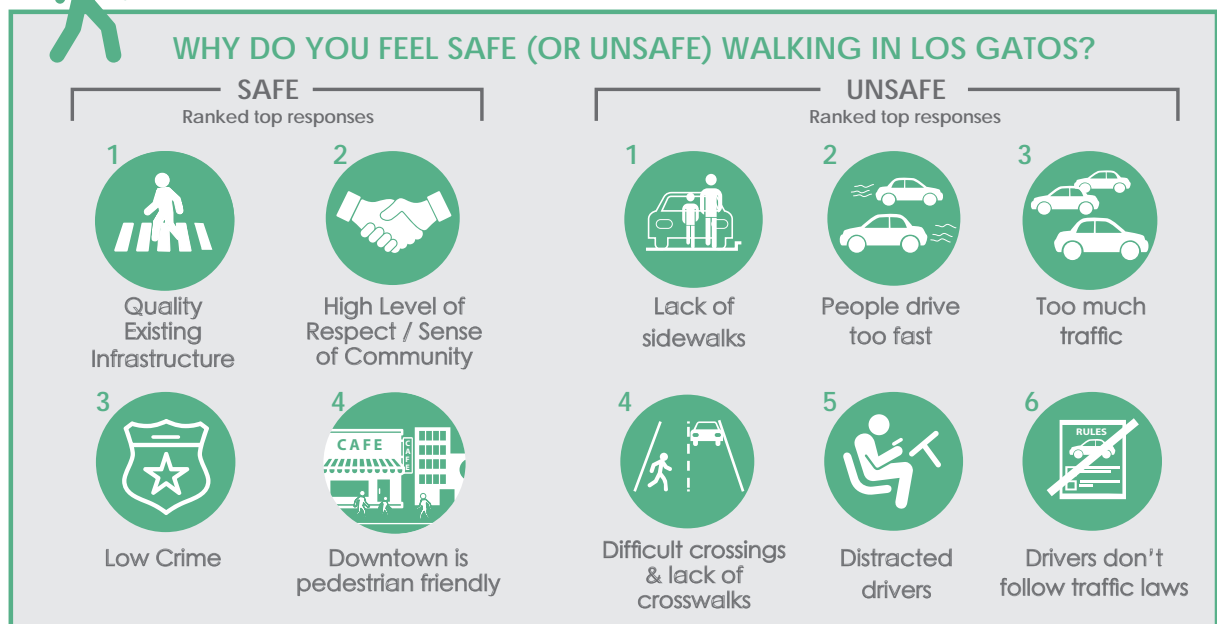 WHY DO YOU FEEL SAFE (OR UNSAFE) WALKING IN LOS GATOS?
SAFE
Ranked top responses
1
Quality
Existing
Infrastructure
2
High Level of
Respect / Sense
of Community
3
Low Crime
4
CAFE
CAFE
Downtown is
pedestrian friendly
UNSAFE
Ranked top responses
1
Lack of
sidewalks
2
People drive
too fast
3
Too much
traffic
4
Difficult crossings
& lack of
crosswalks
5
Distracted
drivers
6
RULES
Drivers don't
follow traffic laws